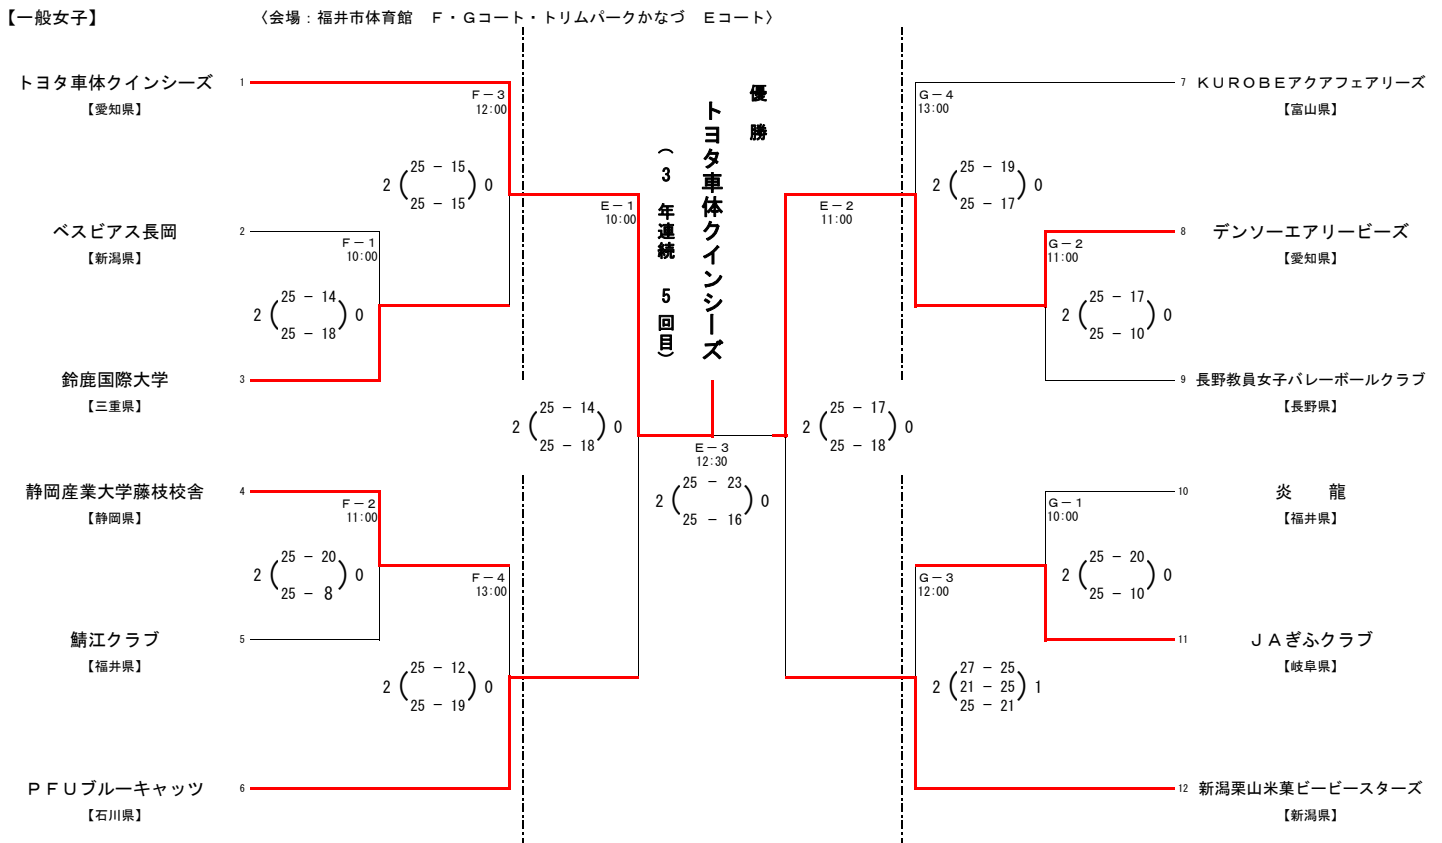 【一般女子】　〈会場：福井市体育館　Ｆ・Ｇコート・トリムパークかなづ　Ｅコート〉
優勝
トヨタ車体クインシーズ
（３年連続　５回目）
1 トヨタ車体クインシーズ
【愛知県】
F－3
12:00
2 (25 － 15
25 － 15) 0
2 ベスビアス長岡
【新潟県】
F－1
10:00
2 (25 － 14
25 － 18) 0
3 鈴鹿国際大学
【三重県】
4 静岡産業大学藤枝校舎
【静岡県】
F－2
11:00
2 (25 － 20
25 － 8) 0
5 鯖江クラブ
【福井県】
F－4
13:00
2 (25 － 12
25 － 19) 0
6 ＰＦＵブルーキャッツ
【石川県】
E－1
10:00
2 (25 － 14
25 － 18) 0
E－3
12:30
2 (25 － 23
25 － 16) 0
E－2
11:00
2 (25 － 17
25 － 18) 0
7 ＫＵＲＯＢＥアクアフェアリーズ
【富山県】
G－4
13:00
2 (25 － 19
25 － 17) 0
8 デンソーエアリービーズ
【愛知県】
G－2
11:00
2 (25 － 17
25 － 10) 0
9 長野教員女子バレーボールクラブ
【長野県】
10 炎　龍
【福井県】
G－1
10:00
2 (25 － 20
25 － 10) 0
11 ＪＡぎふクラブ
【岐阜県】
G－3
12:00
2 (27 － 25
21 － 25
25 － 21) 1
12 新潟栗山米菓ビービースターズ
【新潟県】